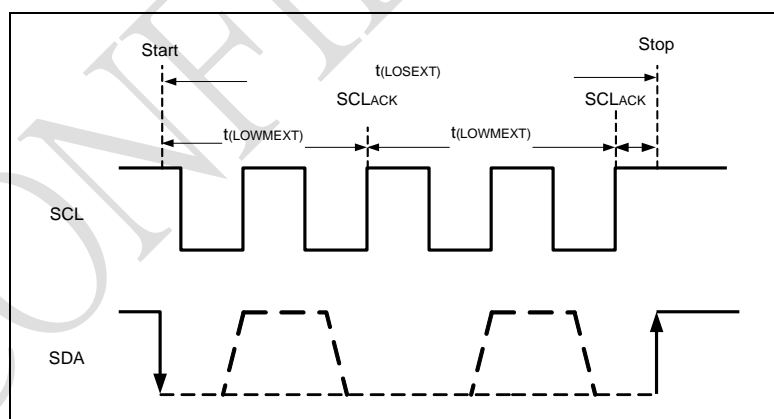 Start
Stop
t(LOSEXT)
SCLACK
SCLACK
t(LOWMEXT)
t(LOWMEXT)
SCL
SDA